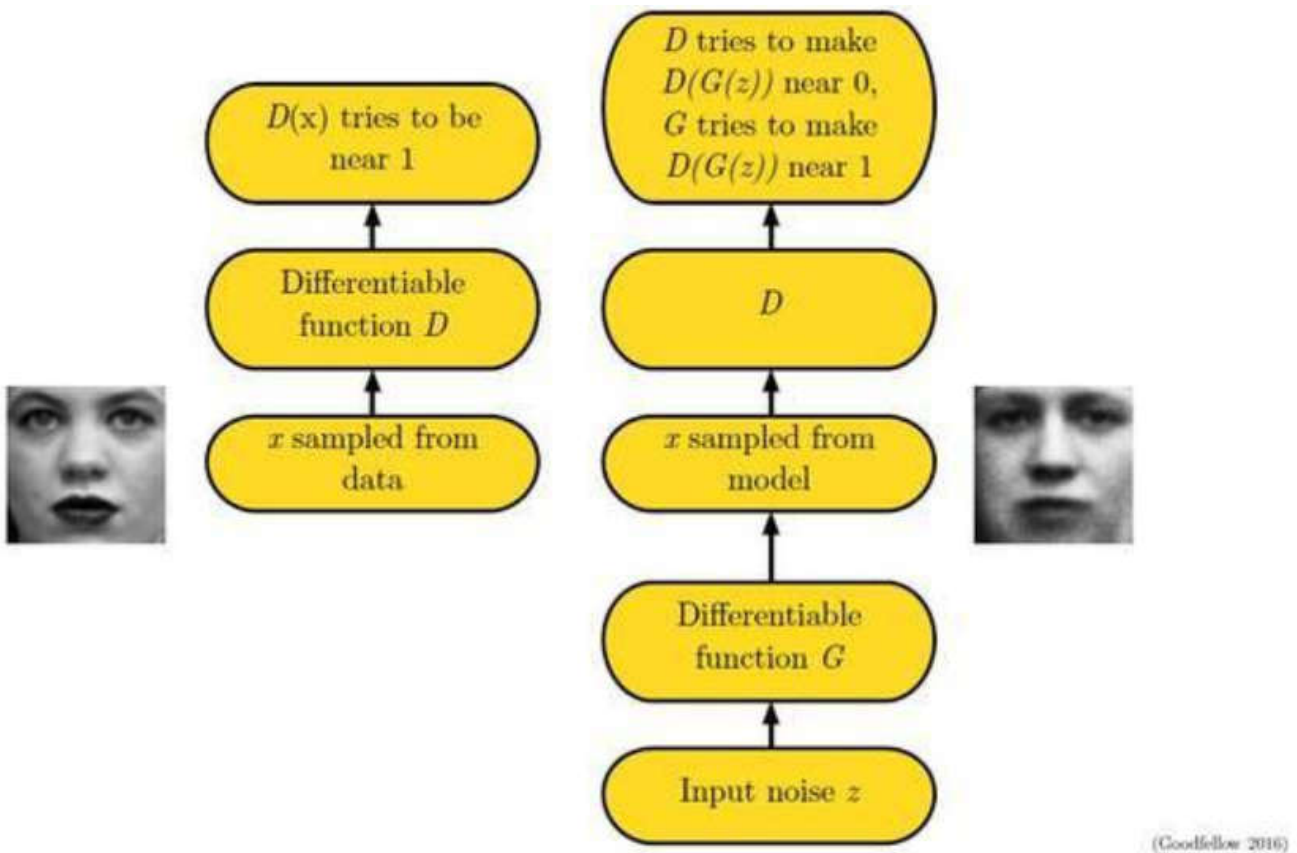 D(x) tries to be
near 1
Differentiable
function D
x sampled from
data
D tries to make
D(G(z)) near 0,
G tries to make
D(G(z)) near 1
D
x sampled from
model
Differentiable
function G
Input noise z
(Goodfellow 2016)